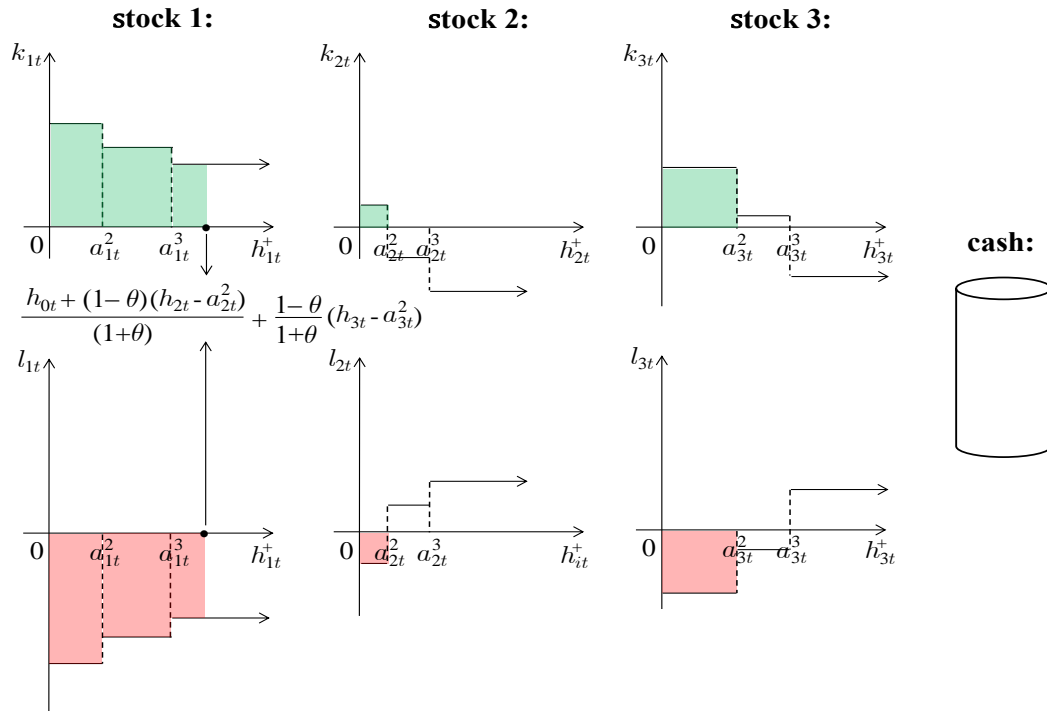 stock 1: stock 2: stock 3:
k_{1t} k_{2t} k_{3t}
0 a^2_{1t} a^3_{1t} h^+_{1t} 0 a^2_{2t} a^3_{2t} h^+_{2t} 0 a^2_{3t} a^3_{3t} h^+_{3t}
cash:
\frac{h_{0t} + (1-θ)(h_{2t} - a^2_{2t})}{(1+θ)} + \frac{1-θ}{1+θ}(h_{3t} - a^2_{3t})
l_{1t} l_{2t} l_{3t}
0 a^2_{1t} a^3_{1t} h^+_{1t} 0 a^2_{2t} a^3_{2t} h^+_{it} 0 a^2_{3t} a^3_{3t} h^+_{3t}